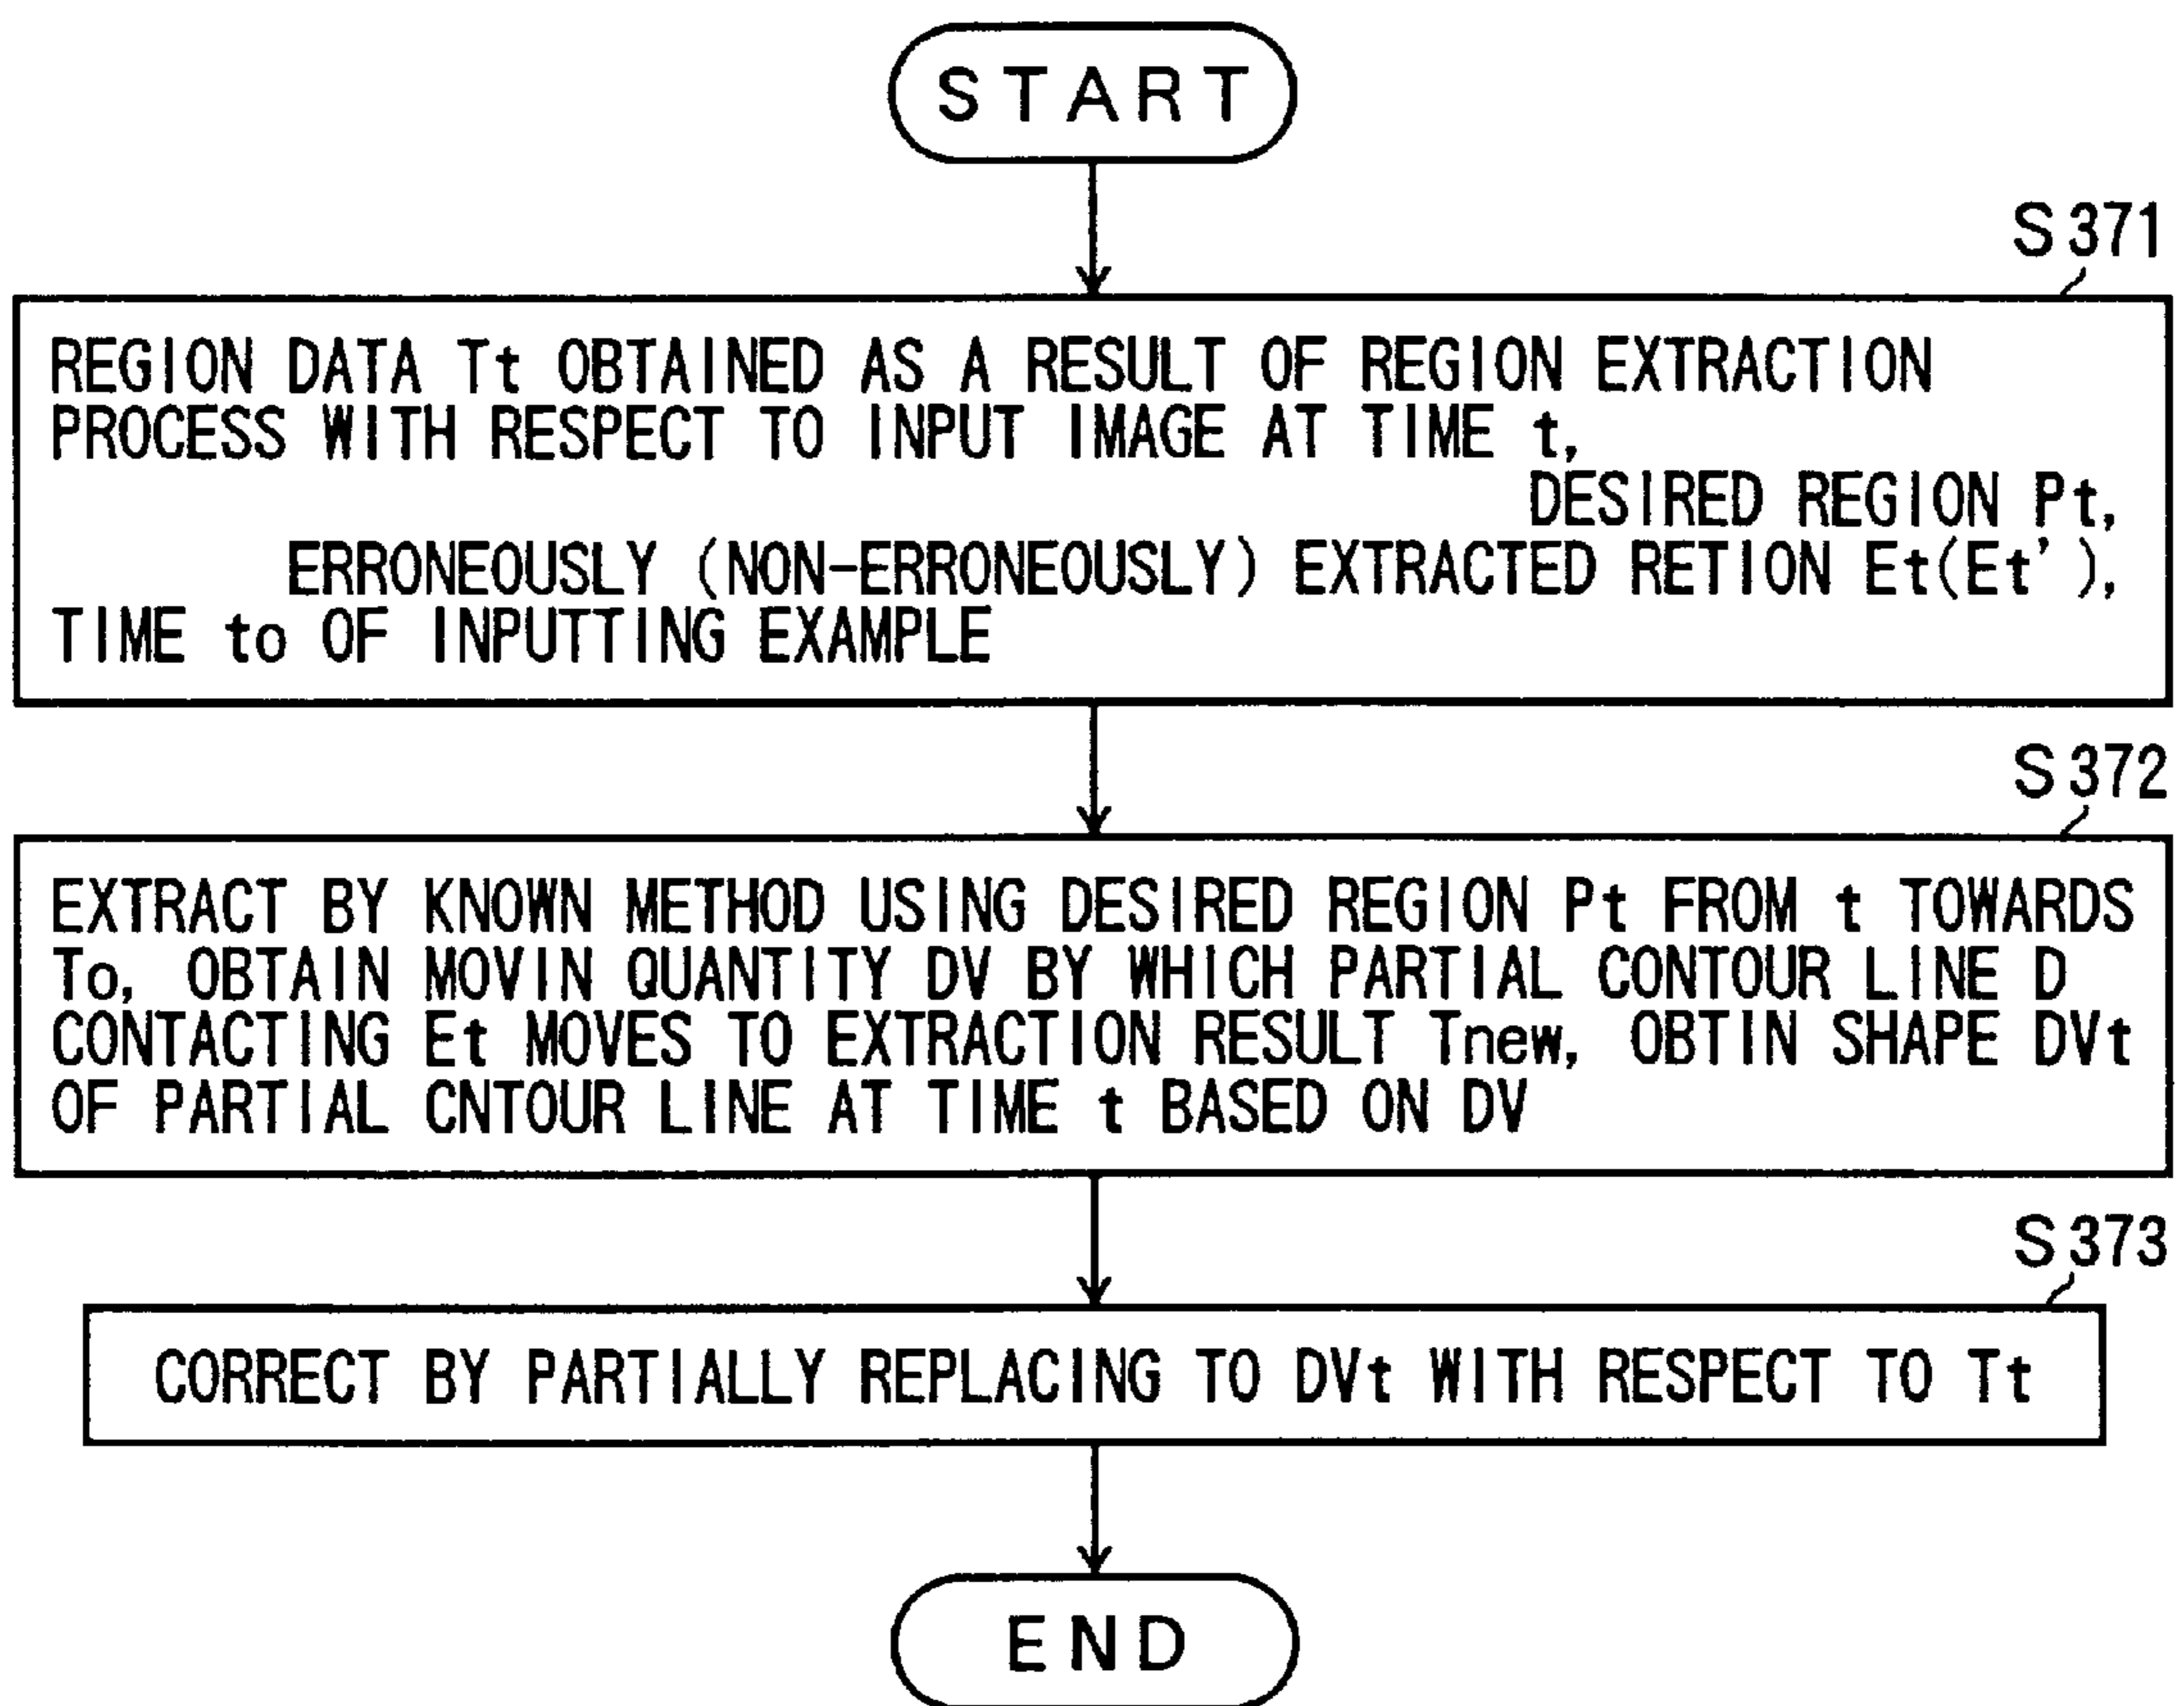 START
S371
REGION DATA Tt OBTAINED AS A RESULT OF REGION EXTRACTION
PROCESS WITH RESPECT TO INPUT IMAGE AT TIME t,
DESIRED REGION Pt,
ERRONEOUSLY (NON-ERRONEOUSLY) EXTRACTED RETION Et(Et'),
TIME to OF INPUTTING EXAMPLE
S372
EXTRACT BY KNOWN METHOD USING DESIRED REGION Pt FROM t TOWARDS
To, OBTAIN MOVIN QUANTITY DV BY WHICH PARTIAL CONTOUR LINE D
CONTACTING Et MOVES TO EXTRACTION RESULT Tnew, OBTIN SHAPE DVt
OF PARTIAL CNTOUR LINE AT TIME t BASED ON DV
S373
CORRECT BY PARTIALLY REPLACING TO DVt WITH RESPECT TO Tt
END